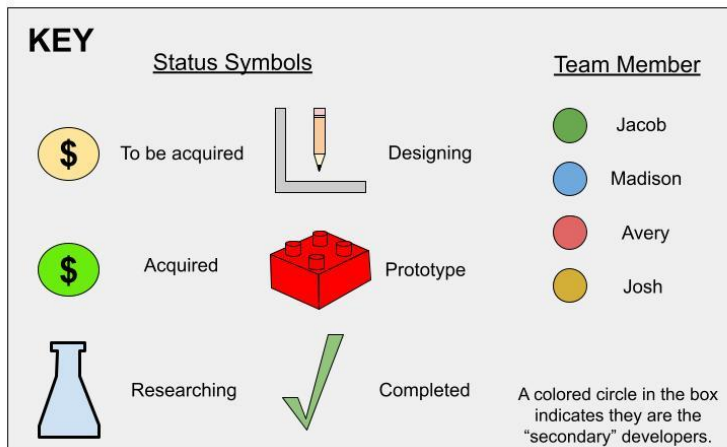 KEY
Status Symbols
$ To be acquired
Designing
$ Acquired
Prototype
Researching
Completed
Team Member
Jacob
Madison
Avery
Josh
A colored circle in the box
indicates they are the
“secondary” developers.